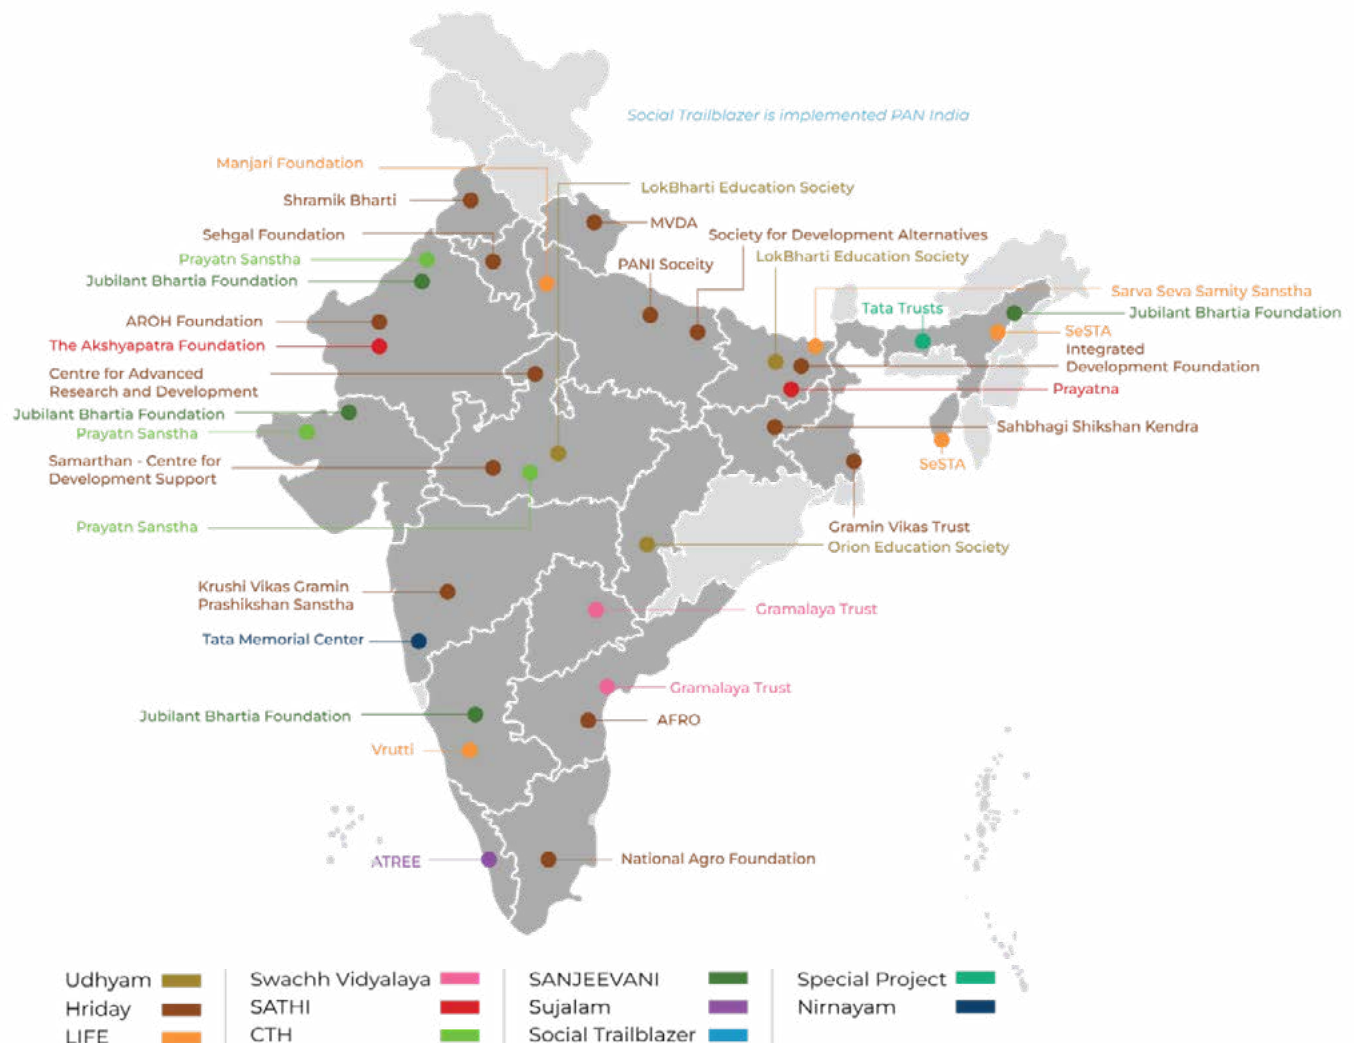 Social Trailblazer is implemented PAN India
Manjari Foundation
LokBharti Education Society
Shramik Bharti
MVDA
Sehgal Foundation
Society for Development Alternatives
Prayatn Sanstha
LokBharti Education Society
PANI Soceity
Jubilant Bhartia Foundation
Sarva Seva Samity Sanstha
Tata Trusts
Jubilant Bhartia Foundation
AROH Foundation
SeSTA
The Akshyapatra Foundation
Integrated
Development Foundation
Centre for Advanced
Research and Development
Prayatna
Jubilant Bhartia Foundation
Prayatn Sanstha
Sahbhagi Shikshan Kendra
Samarthan - Centre for
Development Support
SeSTA
Prayatn Sanstha
Gramin Vikas Trust
Orion Education Society
Krushi Vikas Gramin
Prashikshan Sanstha
Gramalaya Trust
Tata Memorial Center
Gramalaya Trust
Jubilant Bhartia Foundation
AFRO
Vrutti
ATREE
National Agro Foundation
Udhyam
Hriday
LIFE
Swachh Vidyalaya
SATHI
CTH
SANJEEVANI
Sujalam
Social Trailblazer
Special Project
Nirnayam